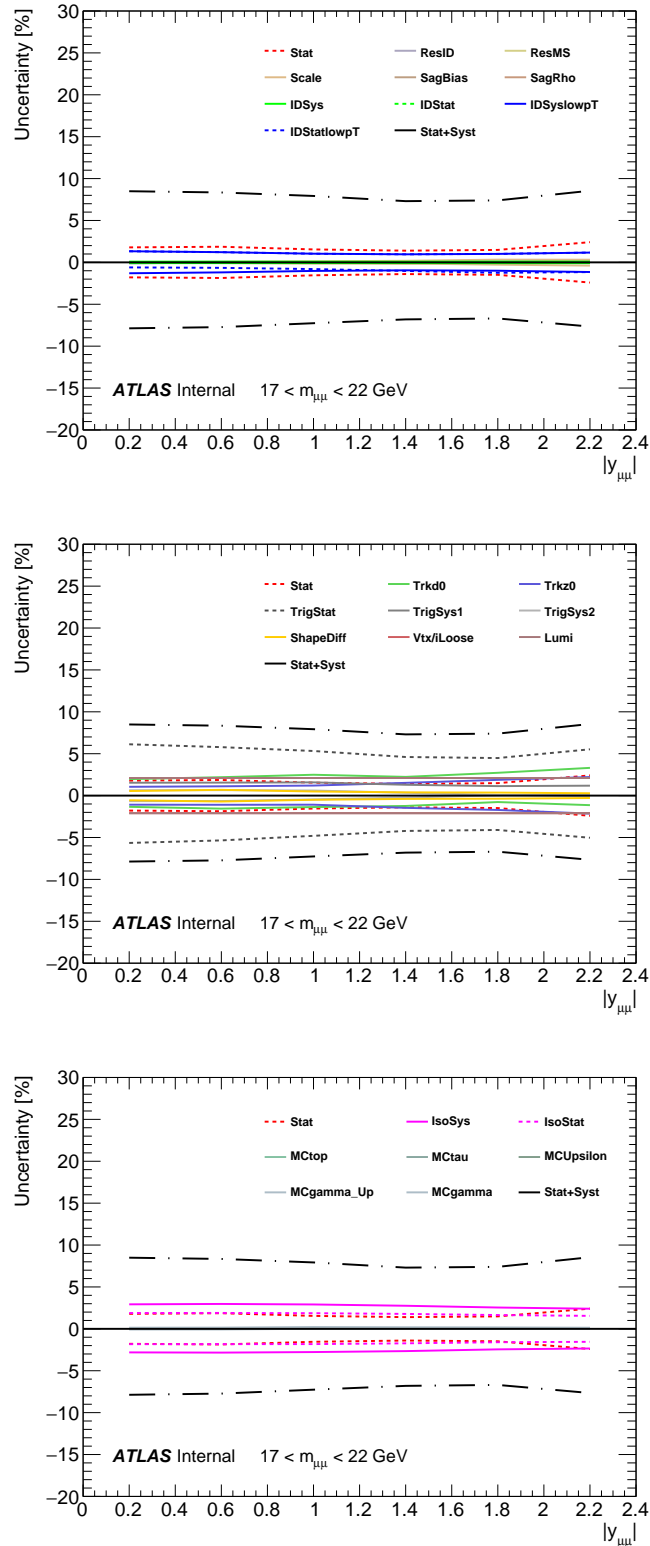 Uncertainty [%]
30
25
20
15
10
5
0
−5
−10
−15
−20
Stat ResID ResMS
Scale SagBias SagRho
IDSys IDStat IDSyslowpT
IDStatlowpT Stat+Syst
ATLAS Internal 17 < mμμ < 22 GeV
0 0.2 0.4 0.6 0.8 1 1.2 1.4 1.6 1.8 2 2.2 2.4
|yμμ|
Uncertainty [%]
30
25
20
15
10
5
0
−5
−10
−15
−20
Stat Trkd0 Trkz0
TrigStat TrigSys1 TrigSys2
ShapeDiff Vtx/iLoose Lumi
Stat+Syst
ATLAS Internal 17 < mμμ < 22 GeV
0 0.2 0.4 0.6 0.8 1 1.2 1.4 1.6 1.8 2 2.2 2.4
|yμμ|
Uncertainty [%]
30
25
20
15
10
5
0
−5
−10
−15
−20
Stat IsoSys IsoStat
MCtop MCtau MCUpsilon
MCgamma_Up MCgamma Stat+Syst
ATLAS Internal 17 < mμμ < 22 GeV
0 0.2 0.4 0.6 0.8 1 1.2 1.4 1.6 1.8 2 2.2 2.4
|yμμ|